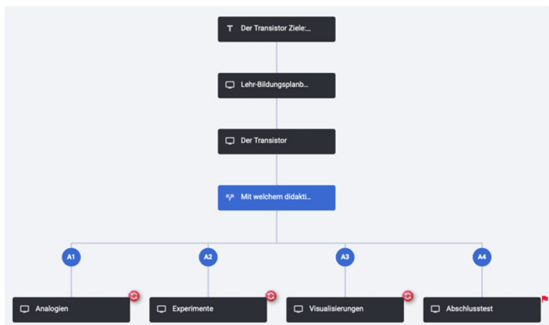 Der Transistor Ziele:_
Lehr-Bildungsplanb...
Der Transistor
Mit welchem didakti...
A1 A2 A3 A4
Analogien Experimente Visualisierungen Abschlusstest